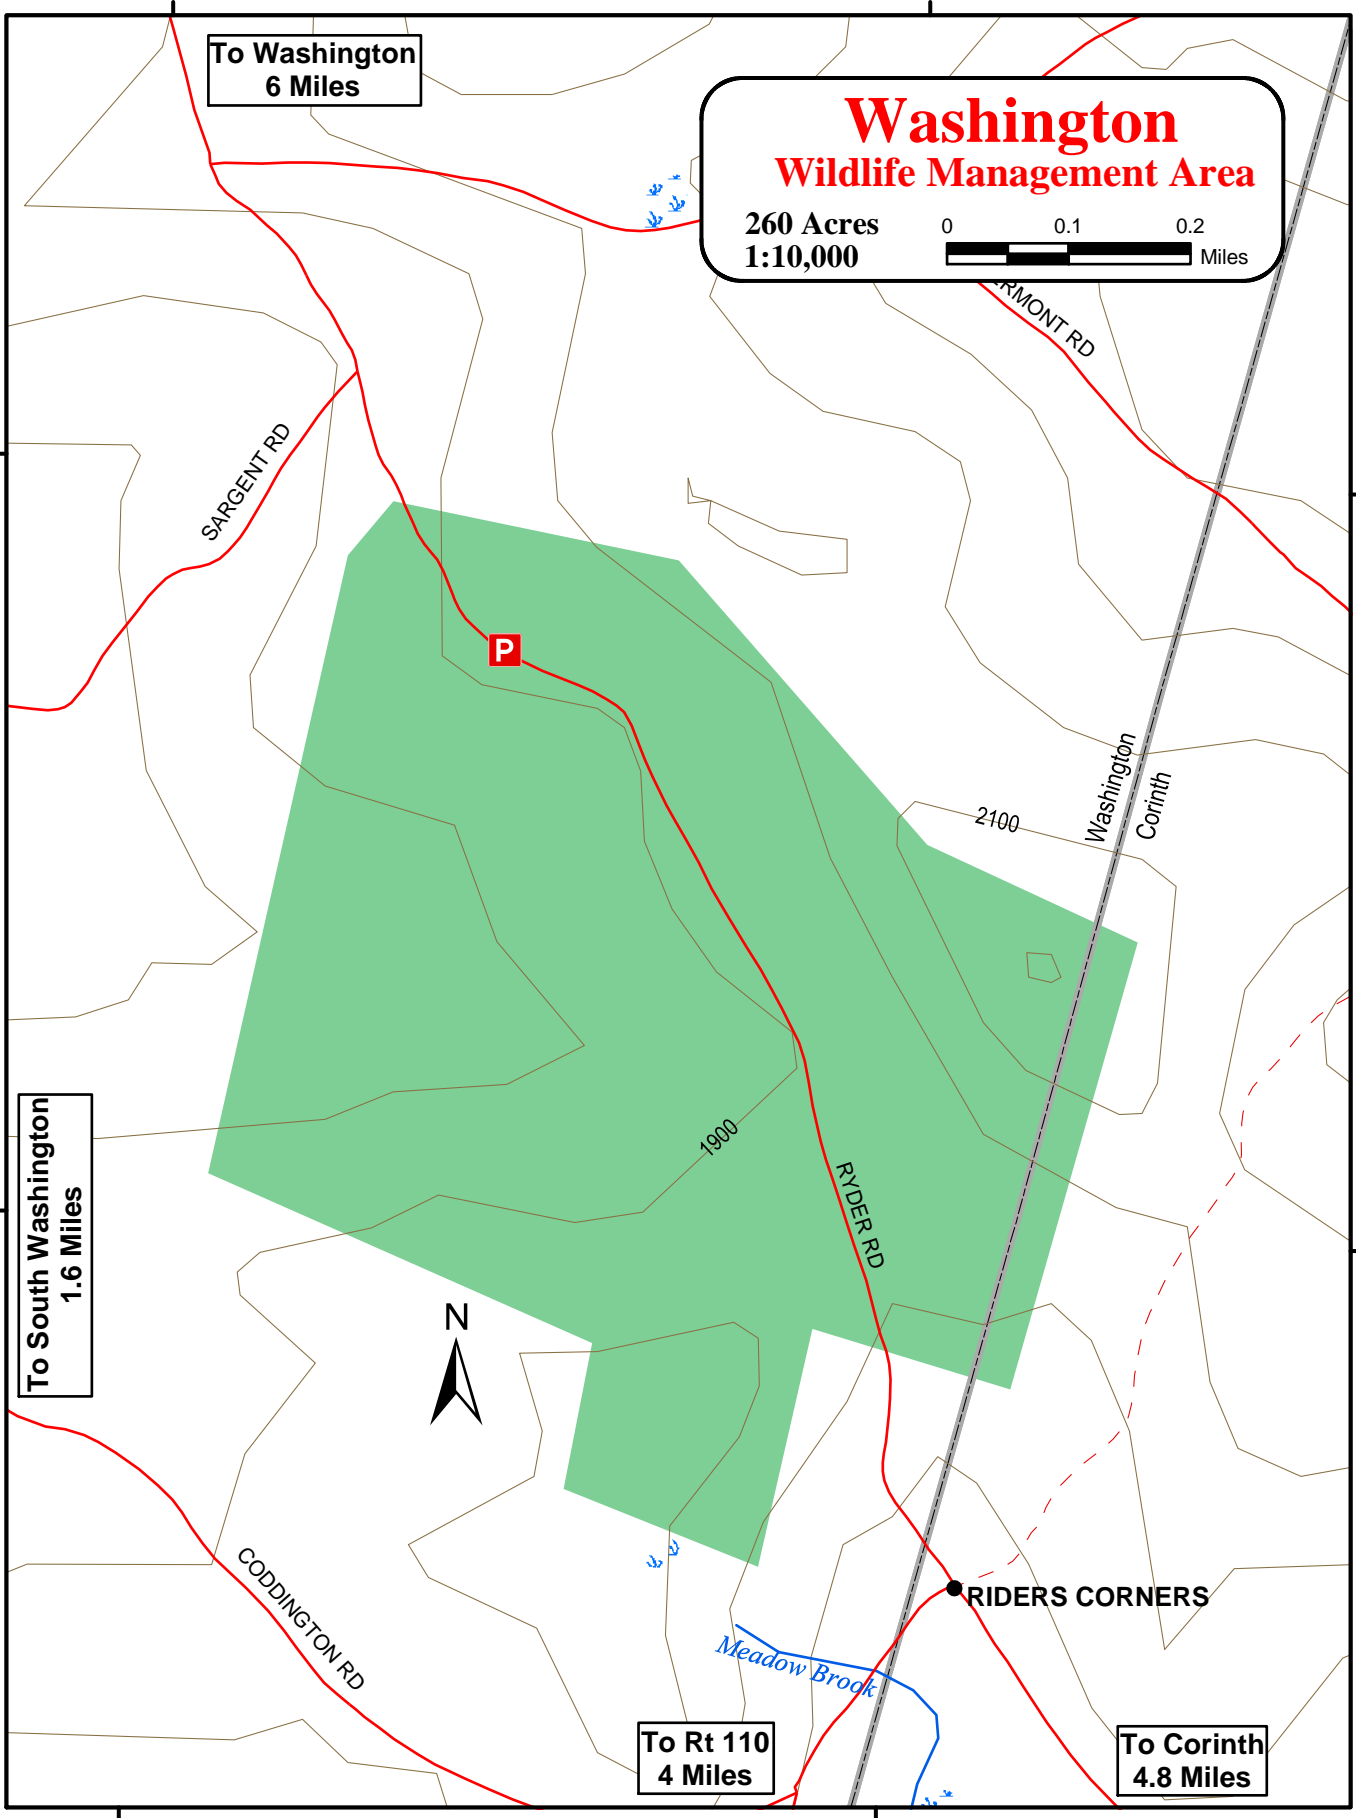 To Washington
6 Miles
Washington
Wildlife Management Area
260 Acres
1:10,000
0 0.1 0.2
Miles
ERMONT RD
SARGENT RD
P
Washington
Corinth
2100
1900
RYDER RD
To South Washington
1.6 Miles
N
CODDINGTON RD
RIDERS CORNERS
Meadow Brook
To Rt 110
4 Miles
To Corinth
4.8 Miles